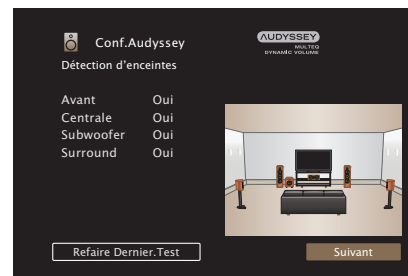 Conf.Audyssey
AUDYSSEY
MULTEQ
DYNAMIC VOLUME
Détection d'enceintes
Avant Oui
Centrale Oui
Subwoofer Oui
Surround Oui
Refaire Dernier.Test
Suivant